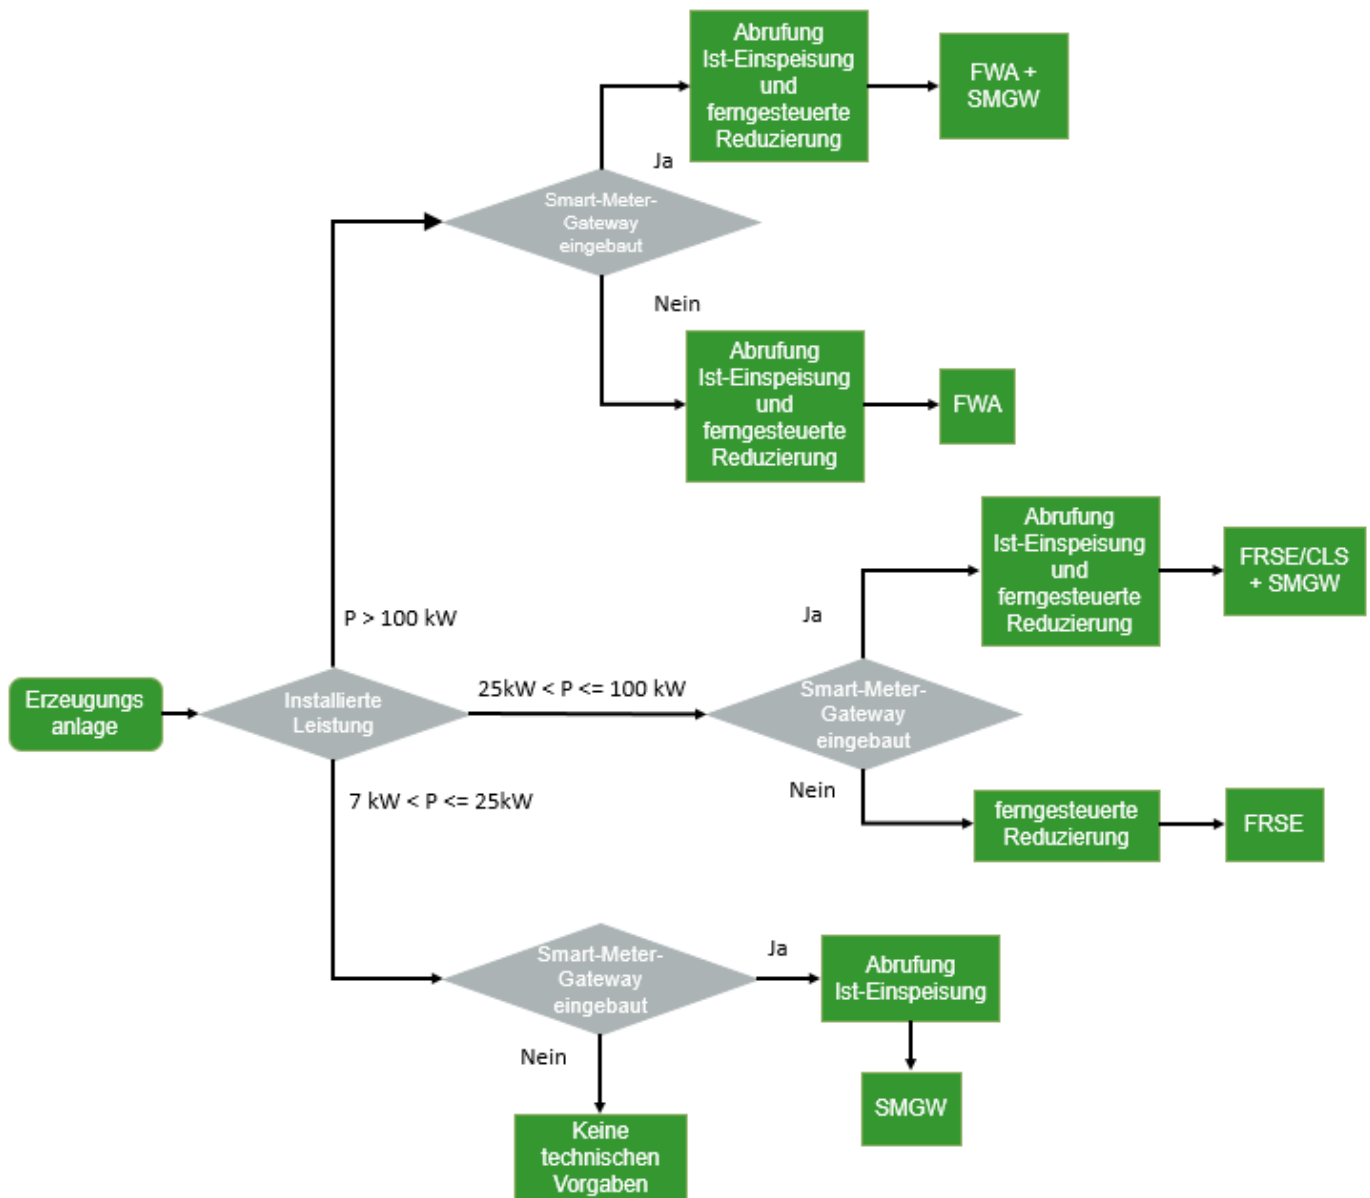 Abrufung
Ist-Einspeisung
und
ferngesteuerte
Reduzierung
FWA +
SMGW
Ja
Smart-Meter-
Gateway
eingebaut
Nein
Abrufung
Ist-Einspeisung
und
ferngesteuerte
Reduzierung
FWA
Abrufung
Ist-Einspeisung
und
ferngesteuerte
Reduzierung
FRSE/CLS
+ SMGW
P > 100 kW
Ja
Erzeugungs
anlage
Installierte
Leistung
25kW < P <= 100 kW
Smart-Meter-
Gateway
eingebaut
Nein
7 kW < P <= 25kW
ferngesteuerte
Reduzierung
FRSE
Smart-Meter-
Gateway
eingebaut
Ja
Abrufung
Ist-Einspeisung
Nein
SMGW
Keine
technischen
Vorgaben